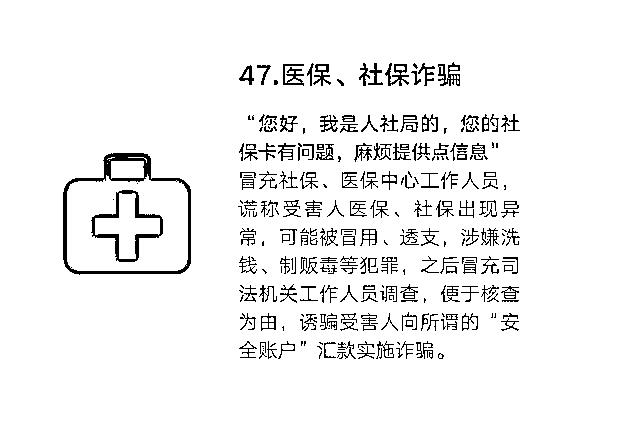 47.医保、社保诈骗
“您好，我是人社局的，您的社
保卡有问题，麻烦提供点信息”
冒充社保、医保中心工作人员，
谎称受害人医保、社保出现异
常，可能被冒用、透支，涉嫌洗
钱、制贩毒等犯罪，之后冒充司
法机关工作人员调查，便于核查
为由，诱骗受害人向所谓的“安
全账户”汇款实施诈骗。